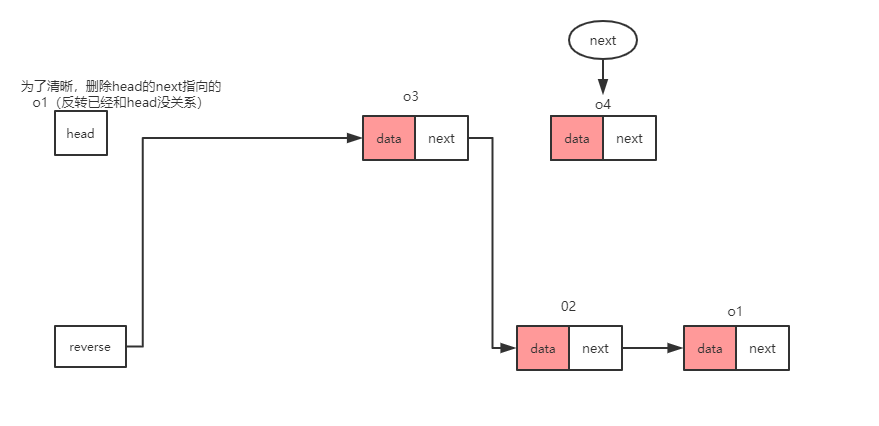 next
为了清晰，删除head的next指向的
o1（反转已经和head没关系）
head
o3
data
next
o4
data
next
reverse
02
data
next
o1
data
next